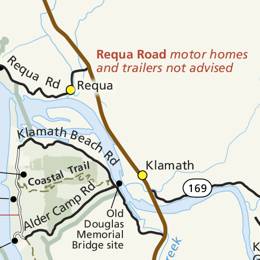 Requa Road motor homes
and trailers not advised
Requa Rd
Requa
Klamath Beach Rd
Klamath
Coastal Trail
169
Alder Camp Rd
Old
Douglas
Memorial
Bridge site
reek
K